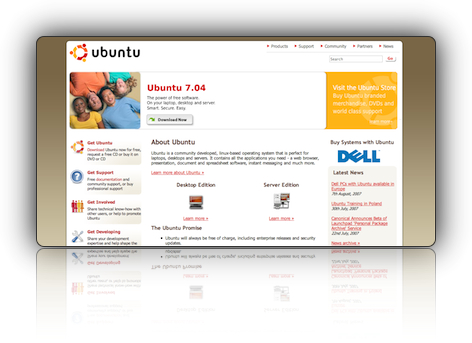 ubuntu
Products
Support
Community
Partners
News
Search
Go
Ubuntu 7.04
The power of free software.
On your laptop, desktop and server
Smart. Secure. Easy.
Download Now
Visit the Ubuntu Store
Buy Ubuntu branded
merchandise, DVDs and
world class support
Learn more
Get Ubuntu
Download Ubuntu now for free,
request a free CD or buy it on
DVD or CD
Get Support
Free documentation and
community support, or buy
professional support
Get Involved
Share technical know-how with
other users, or help to promote
Ubuntu
Get Developing
Share your development
expertise and help shape the
About Ubuntu
Ubuntu is a community developed, linux-based operating system that is perfect for
laptops, desktops and servers. It contains all the applications you need - a web browser,
presentation, document and spreadsheet software, instant messaging and much more.
Learn more about Ubuntu »
Desktop Edition
Server Edition
Learn more »
Learn more »
The Ubuntu Promise
Ubuntu will always be free of charge, including enterprise releases and security
updates.
Buy Systems with Ubuntu
DELL
Latest News
Dell PCs with Ubuntu available in
Europe
7th August, 2007
Ubuntu Training in Poland
30th July, 2007
Canonical Announces Beta of
Launchpad 'Personal Package
Archive' Service
22nd July, 2007
News archive »